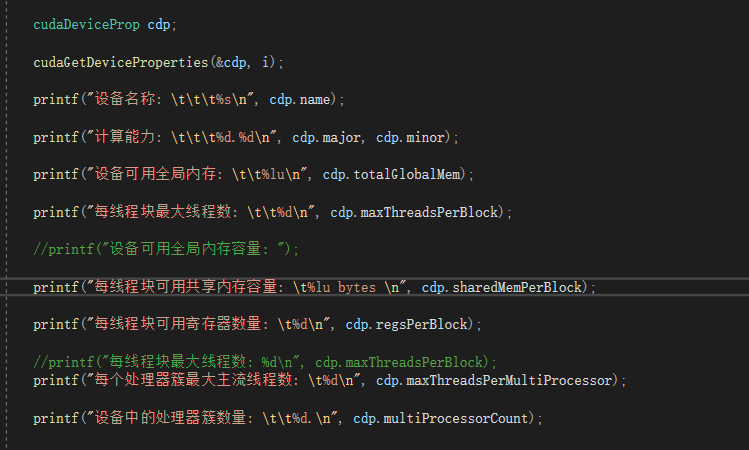 cudaDeviceProp cdp;
cudaGetDeviceProperties(&cdp, i);
printf("设备名称: \t\t\t%s\n", cdp.name);
printf("计算能力: \t\t\t%d.%d\n", cdp.major, cdp.minor);
printf("设备可用全局内存: \t\t%lu\n", cdp.totalGlobalMem);
printf("每线程块最大线程数: \t\t%d\n", cdp.maxThreadsPerBlock);
//printf("设备可用全局内存容量: ");
printf("每线程块可用共享内存容量: \t%lu bytes \n", cdp.sharedMemPerBlock);
printf("每线程块可用寄存器数量: \t%d\n", cdp.regsPerBlock);
//printf("每线程块最大线程数: %d\n", cdp.maxThreadsPerBlock);
printf("每个处理器簇最大主流线程数: \t%d\n", cdp.maxThreadsPerMultiProcessor);
printf("设备中的处理器簇数量: \t\t%d.\n", cdp.multiProcessorCount);